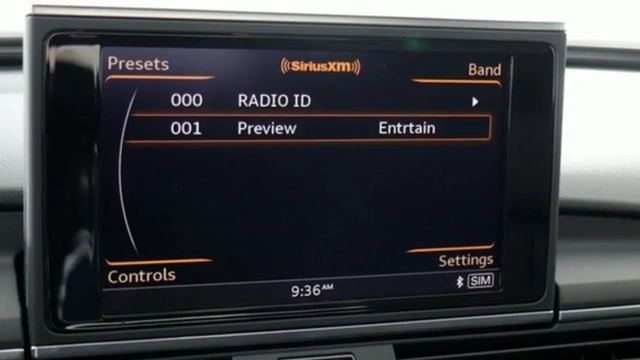 Presets
SiriusXM
Band
000 RADIO ID
001 Preview Entrtain
Controls
Settings
9:36 AM
SIM